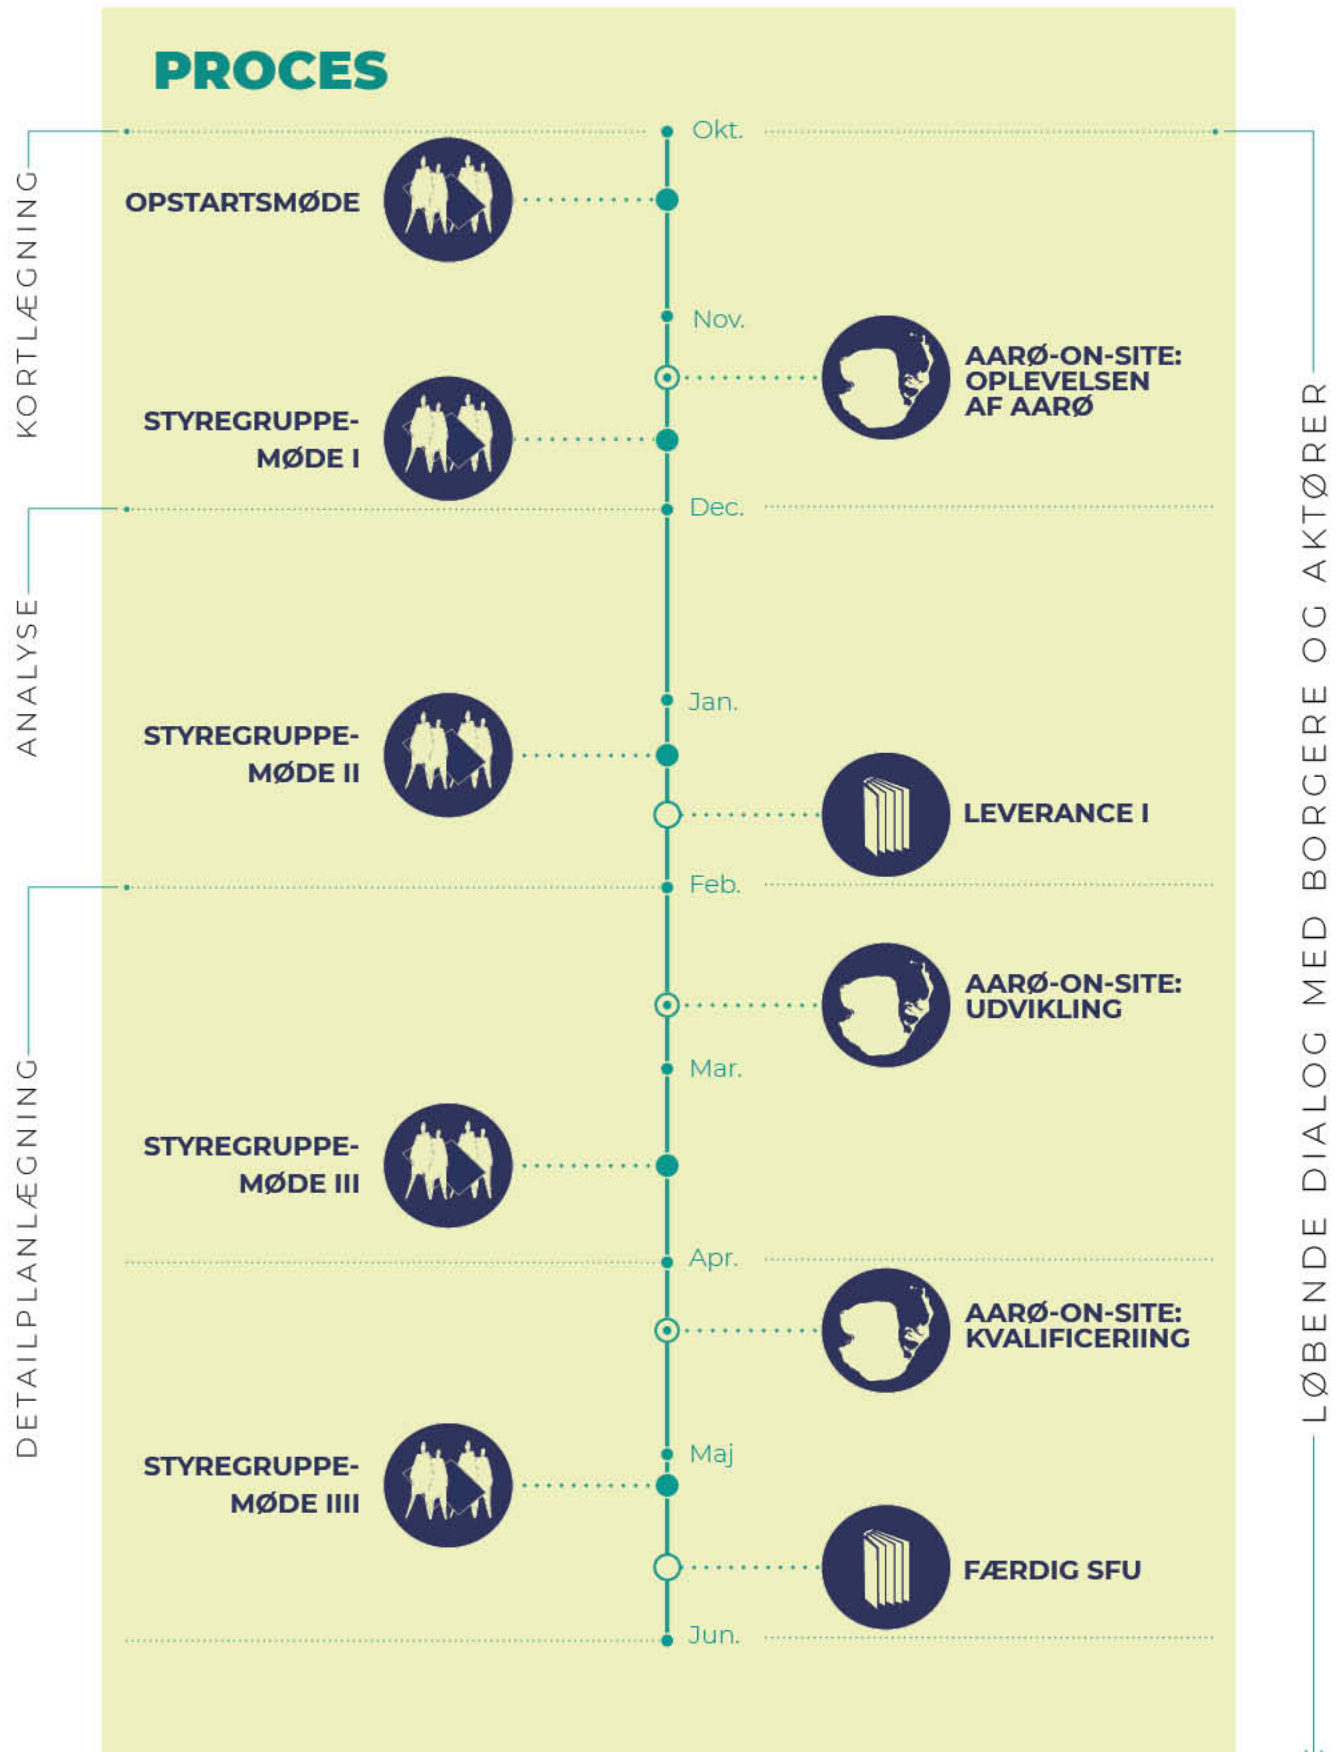 PROCES
Okt.
OPSTARTSMØDE
Nov.
AARØ-ON-SITE:
OPLEVELSEN
AF AARØ
STYREGRUPPE-
MØDE I
Dec.
Jan.
STYREGRUPPE-
MØDE II
LEVERANCE I
Feb.
AARØ-ON-SITE:
UDVIKLING
Mar.
STYREGRUPPE-
MØDE III
Apr.
AARØ-ON-SITE:
KVALIFICERIING
Maj
STYREGRUPPE-
MØDE IIII
FÆRDIG SFU
Jun.
KORTLÆGNING
ANALYSE
DETAILPLANLÆGNING
LØBENDE DIALOG MED BORGERE OG AKTØRER